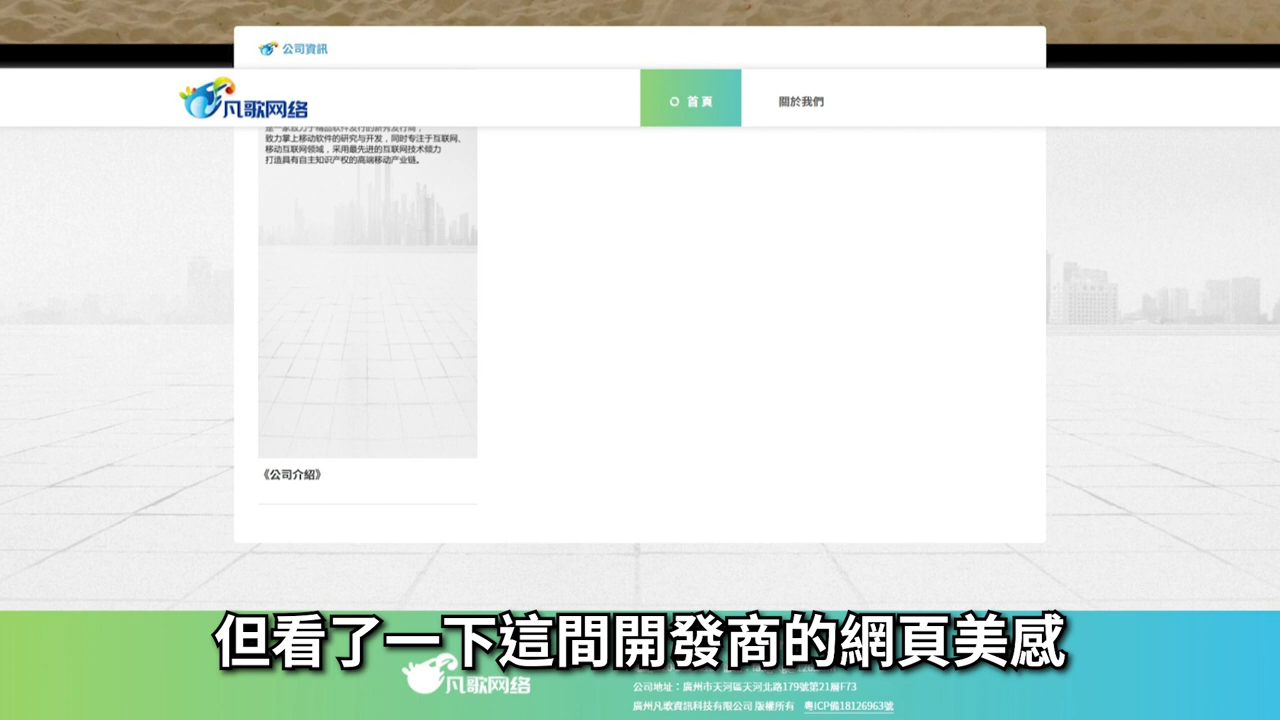 公司資訊
凡歌网络
首頁
關於我們
致力掌上移动软件的研究与开发，同时专注于互联网、
移动互联网领域，采用最先进的互联网技术倾力
打造具有自主知识产权的高端移动产业链。
《公司介紹》
但看了一下這間開發商的網頁美感
凡歌网络
公司地址：廣州市天河區天河北路179號第21層F73
廣州凡歌資訊科技有限公司 版權所有 粵ICP備18126963號